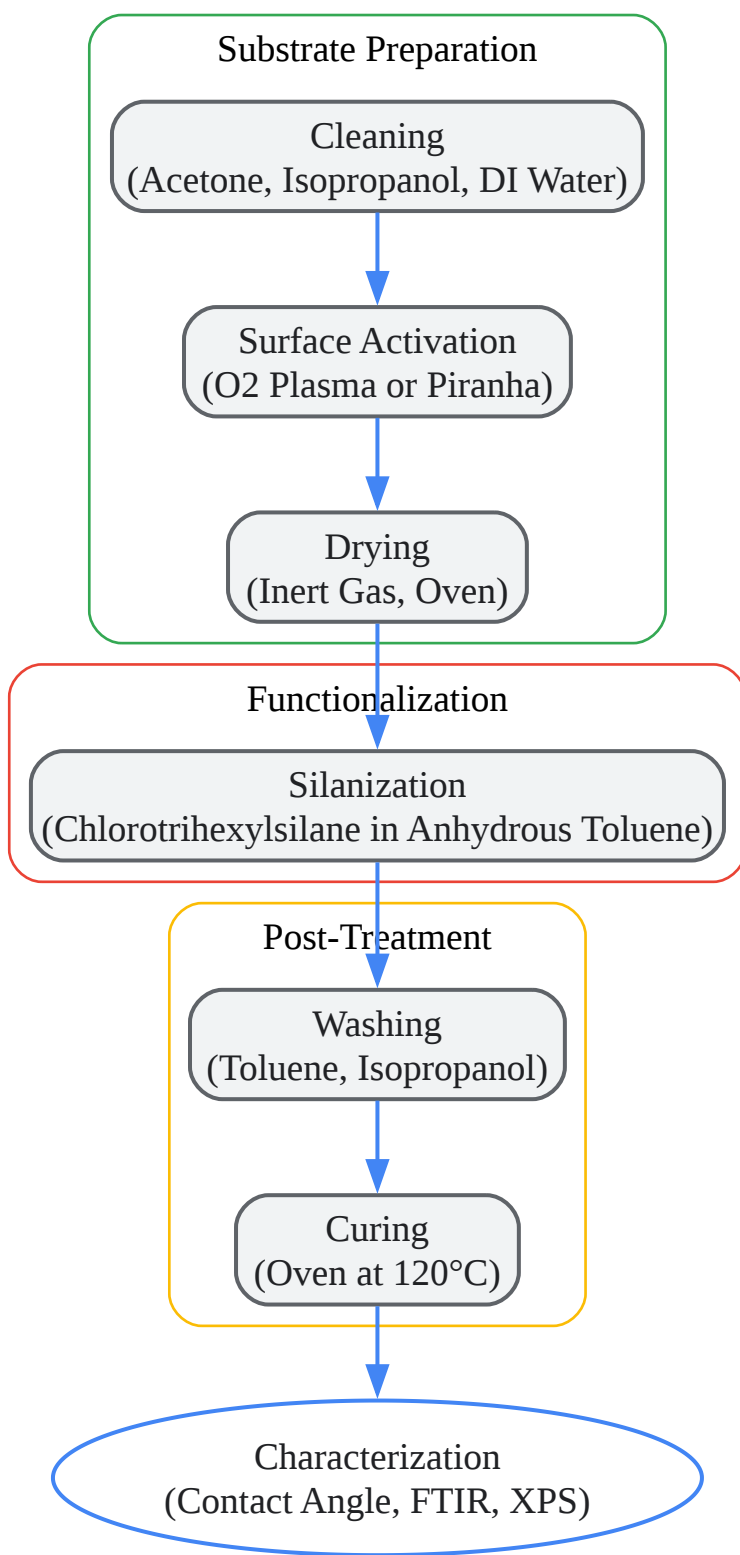 Substrate Preparation
Cleaning
(Acetone, Isopropanol, DI Water)
Surface Activation
(O2 Plasma or Piranha)
Drying
(Inert Gas, Oven)
Functionalization
Silanization
(Chlorotrihexylsilane in Anhydrous Toluene)
Post-Treatment
Washing
(Toluene, Isopropanol)
Curing
(Oven at 120°C)
Characterization
(Contact Angle, FTIR, XPS)